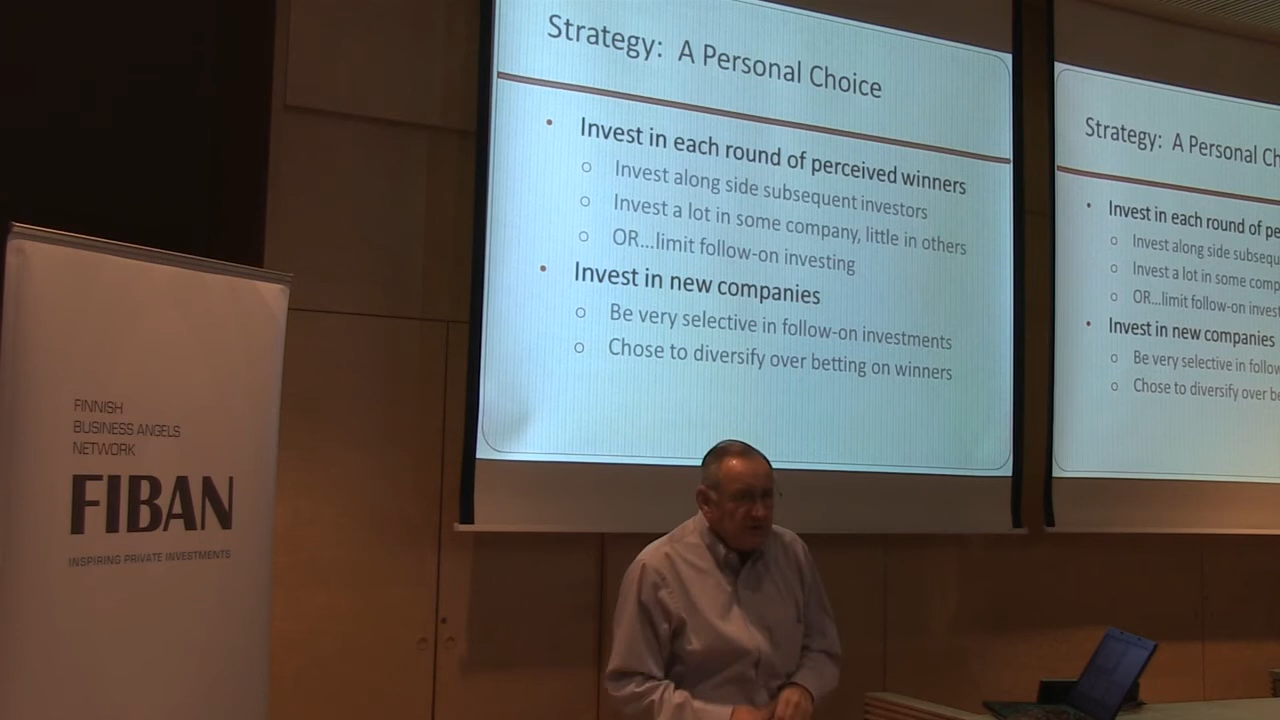 FINNISH
BUSINESS ANGELS
NETWORK
FIBAN
INSPIRING PRIVATE INVESTMENTS
Strategy: A Personal Choice
• Invest in each round of perceived winners
o Invest along side subsequent investors
o Invest a lot in some company, little in others
o OR...limit follow-on investing
• Invest in new companies
o Be very selective in follow-on investments
o Chose to diversify over betting on winners
Strategy: A Personal Ch
• Invest in each round of pe
o Invest along side subsequ
o Invest a lot in some comp
o OR...limit follow-on invest
• Invest in new companies
o Be very selective in follow
o Chose to diversify over be